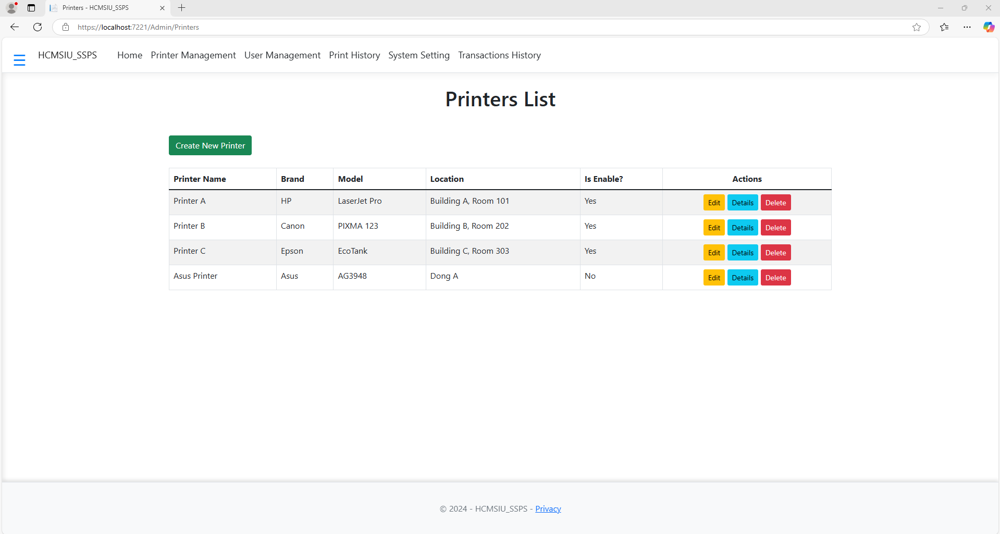 Printers - HCMSIU_SSPS
https://localhost:7221/Admin/Printers
HCMSIU_SSPS Home Printer Management User Management Print History System Setting Transactions History
Printers List
Create New Printer
Printer Name Brand Model Location Is Enable? Actions
Printer A HP LaserJet Pro Building A, Room 101 Yes Edit Details Delete
Printer B Canon PIXMA 123 Building B, Room 202 Yes Edit Details Delete
Printer C Epson EcoTank Building C, Room 303 Yes Edit Details Delete
Asus Printer Asus AG3948 Dong A No Edit Details Delete
© 2024 - HCMSIU_SSPS - Privacy